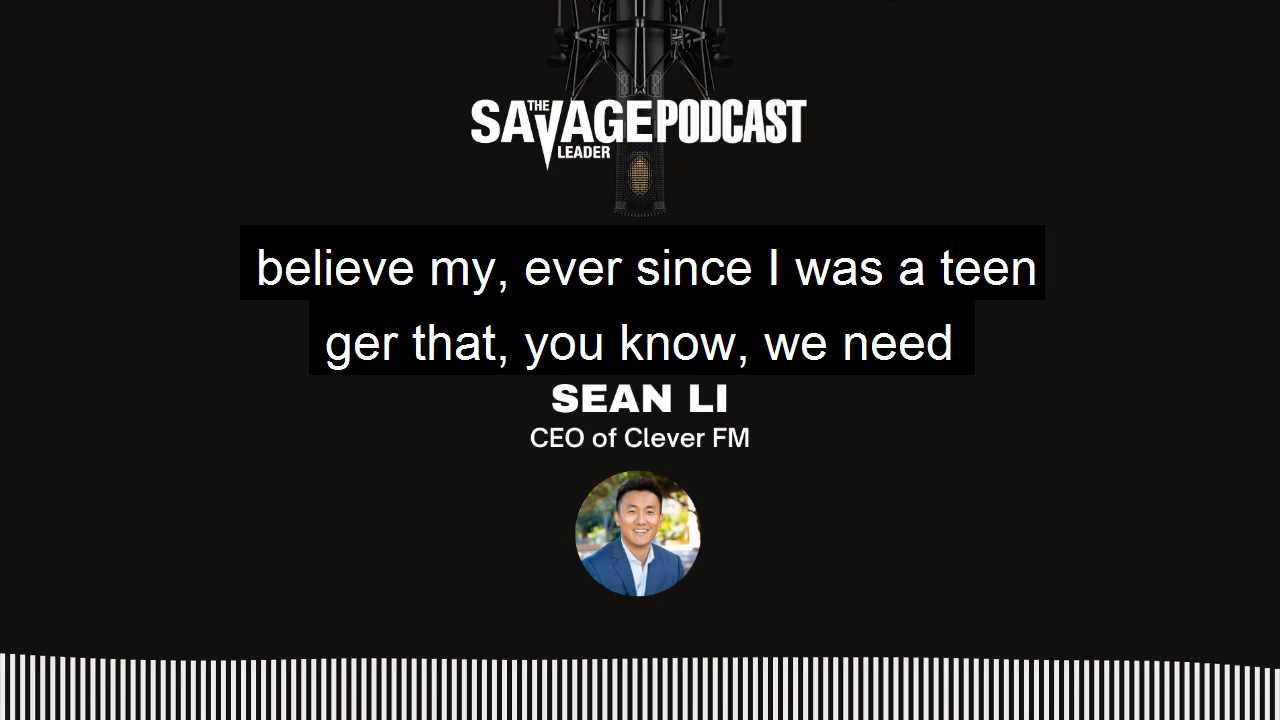 THE SAVAGE PODCAST
LEADER
believe my, ever since I was a teen
ger that, you know, we need
SEAN LI
CEO of Clever FM